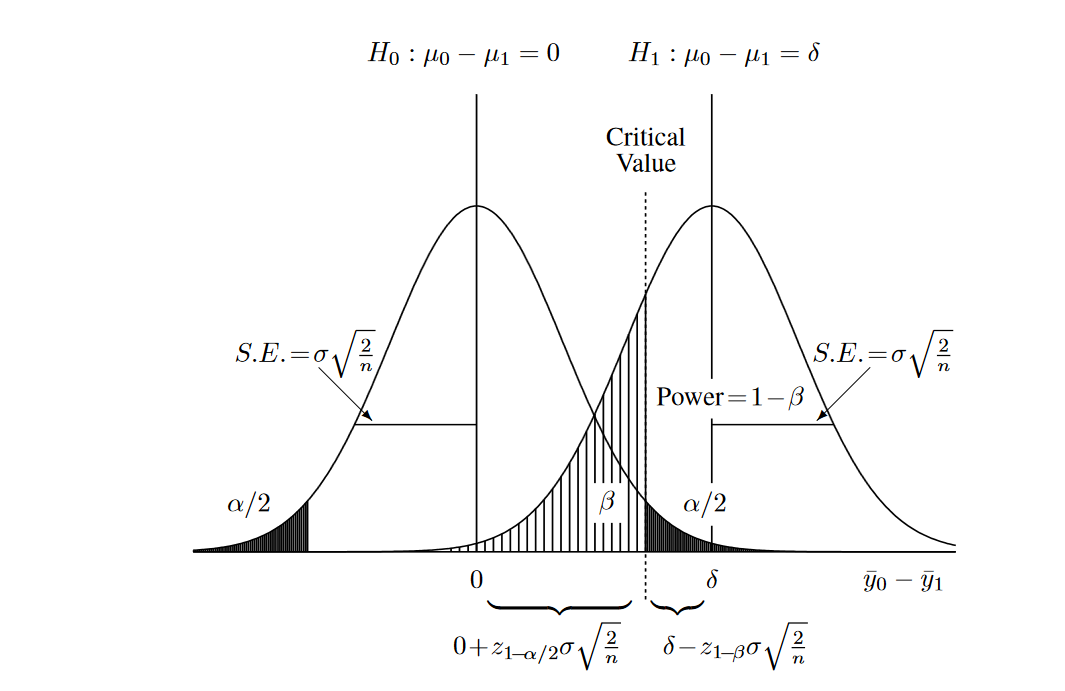 H₀ : μ₀ − μ₁ = 0
H₁ : μ₀ − μ₁ = δ
Critical
Value
S.E.=σ√(2/n)
S.E.=σ√(2/n)
Power=1−β
α/2
β
α/2
0
δ
ȳ₀ − ȳ₁
0+z₁₋α/₂σ√(2/n)
δ−z₁₋βσ√(2/n)